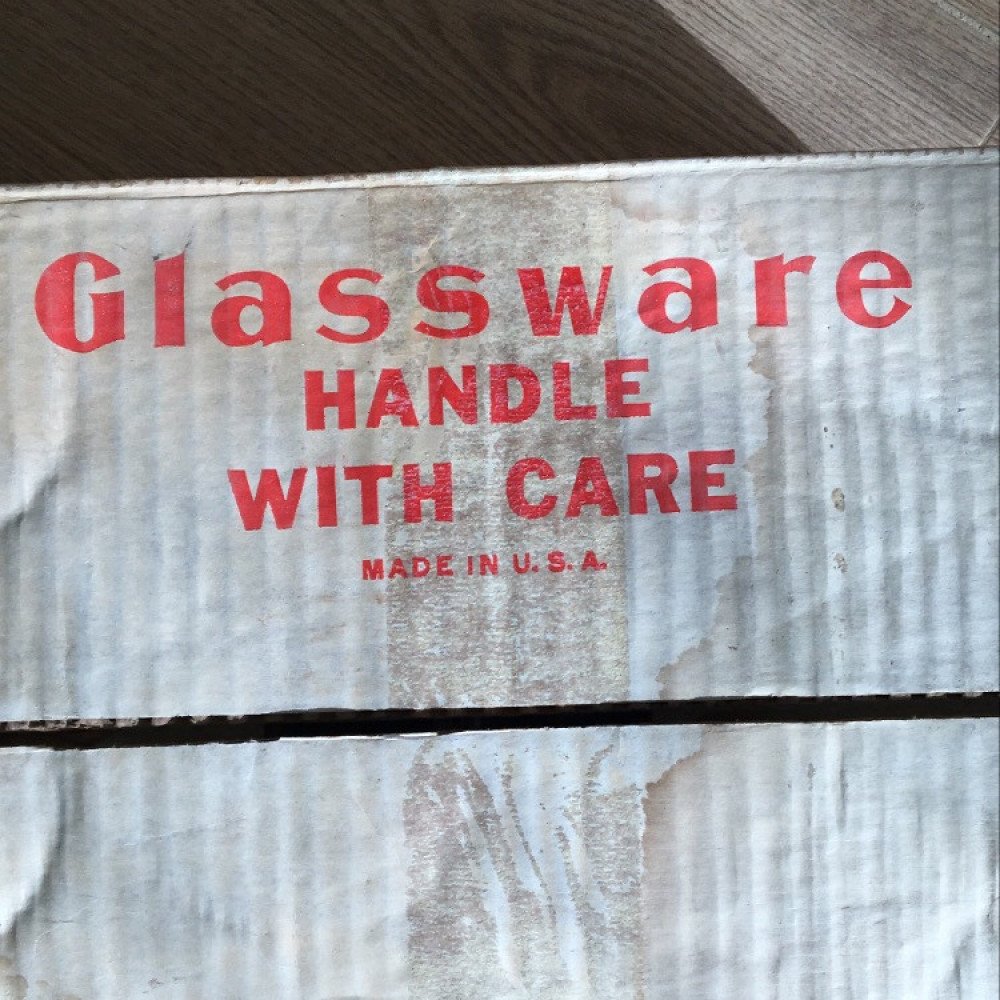 Glassware
HANDLE
WITH CARE
MADE IN U.S.A.